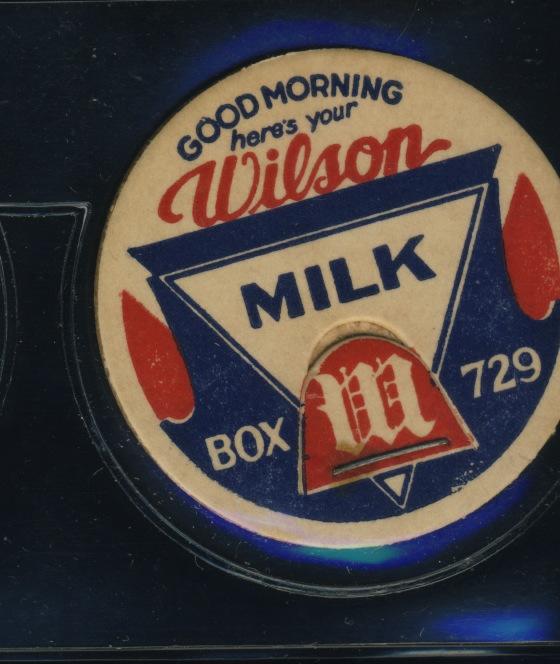 GOOD MORNING
here's your
Wilson
MILK
M
BOX 729